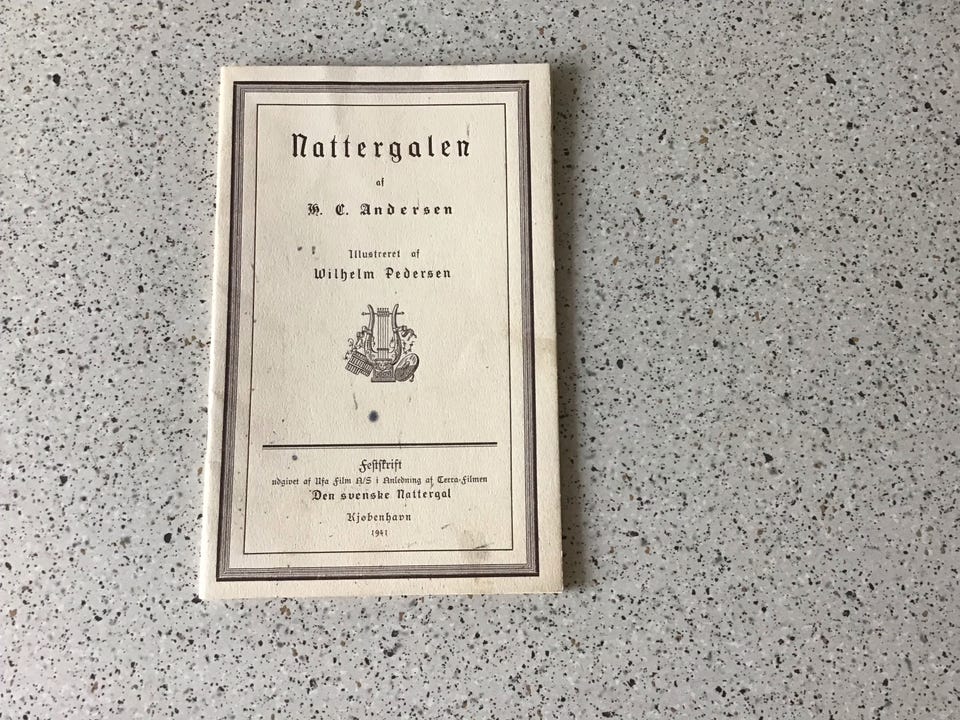 Nattergalen
af
H. C. Andersen
Illustreret af
Wilhelm Pedersen
Festskrift
udgivet af Ufa Film A/S i Anledning af Terra-Filmen
Den svenske Nattergal
Kjøbenhavn
1941